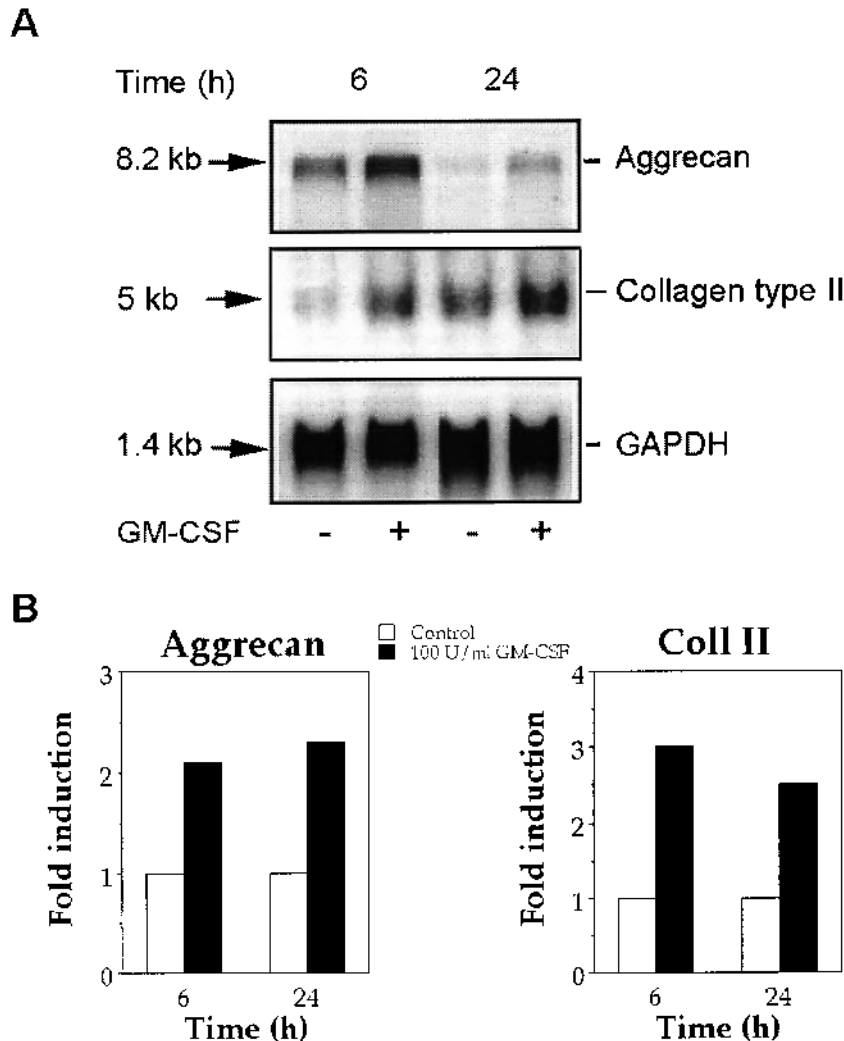 A
Time (h) 6 24
8.2 kb - Aggrecan
5 kb - Collagen type II
1.4 kb - GAPDH
GM-CSF - + - +
B
Aggrecan
Control
100 U/ml GM-CSF
Coll II
Fold induction
3
2
1
0
6 24
Time (h)
Fold induction
4
3
2
1
0
6 24
Time (h)